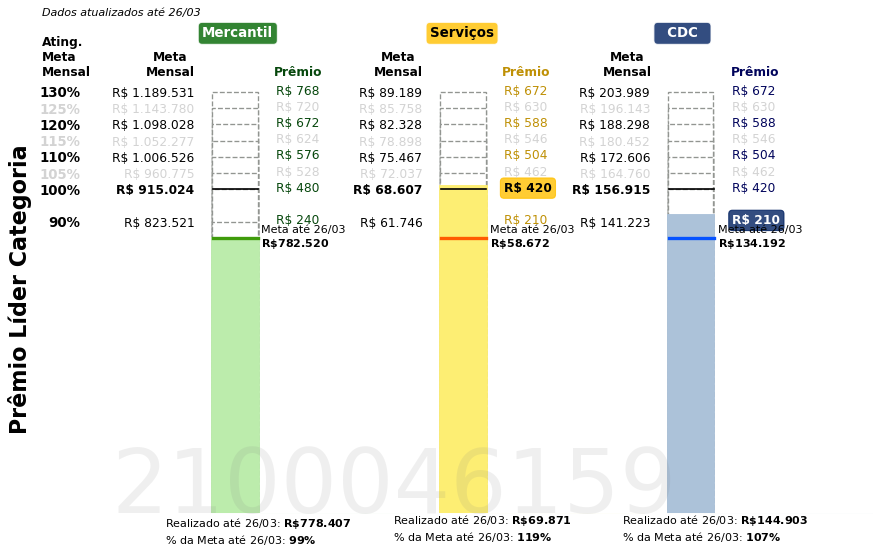 Dados atualizados até 26/03
Mercantil Serviços CDC
Ating.
Meta Meta Meta Meta
Mensal Mensal Prêmio Mensal Prêmio Mensal Prêmio
130% R$ 1.189.531 R$ 768 R$ 89.189 R$ 672 R$ 203.989 R$ 672
125% R$ 1.143.780 R$ 720 R$ 85.758 R$ 630 R$ 196.143 R$ 630
120% R$ 1.098.028 R$ 672 R$ 82.328 R$ 588 R$ 188.298 R$ 588
115% R$ 1.052.277 R$ 624 R$ 78.898 R$ 546 R$ 180.452 R$ 546
110% R$ 1.006.526 R$ 576 R$ 75.467 R$ 504 R$ 172.606 R$ 504
105% R$ 960.775 R$ 528 R$ 72.037 R$ 462 R$ 164.760 R$ 462
100% R$ 915.024 R$ 480 R$ 68.607 R$ 420 R$ 156.915 R$ 420
90% R$ 823.521 R$ 240 R$ 61.746 R$ 210 R$ 141.223 R$ 210
Meta até 26/03 Meta até 26/03 Meta até 26/03
R$782.520 R$58.672 R$134.192
Prêmio Líder Categoria
2100046159
Realizado até 26/03: R$778.407 Realizado até 26/03: R$69.871 Realizado até 26/03: R$144.903
% da Meta até 26/03: 99% % da Meta até 26/03: 119% % da Meta até 26/03: 107%